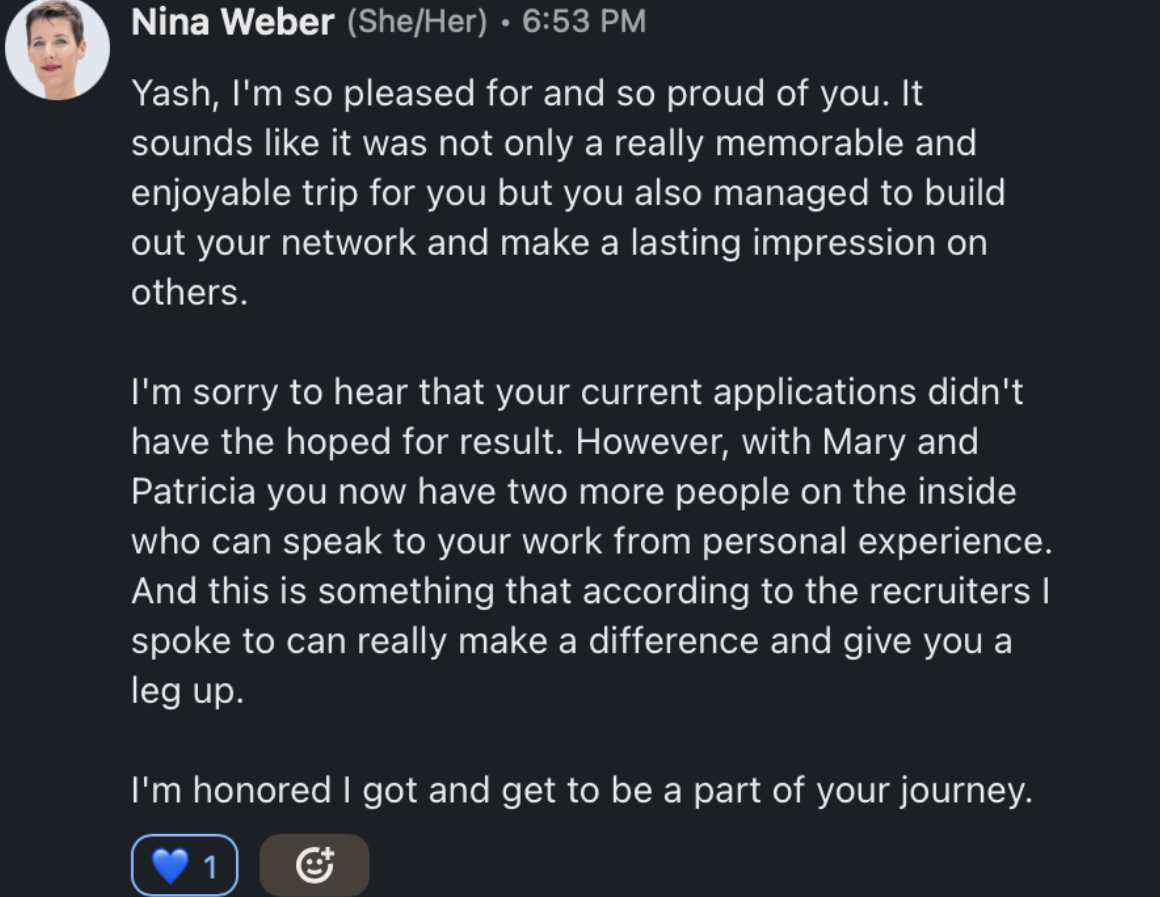 Nina Weber (She/Her) • 6:53 PM
Yash, I'm so pleased for and so proud of you. It
sounds like it was not only a really memorable and
enjoyable trip for you but you also managed to build
out your network and make a lasting impression on
others.
I'm sorry to hear that your current applications didn't
have the hoped for result. However, with Mary and
Patricia you now have two more people on the inside
who can speak to your work from personal experience.
And this is something that according to the recruiters I
spoke to can really make a difference and give you a
leg up.
I'm honored I got and get to be a part of your journey.
💙 1